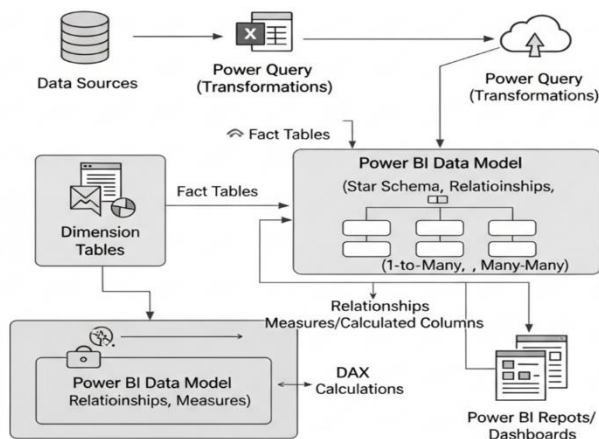 Data Sources
Power Query
(Transformations)
Power Query
(Transformations)
Fact Tables
Power BI Data Model
(Star Schema, Relatioinships,
(1-to-Many, , Many-Many)
Fact Tables
Dimension
Tables
Relationships
Measures/Calculated Columns
Power BI Data Model
Relatioinships, Measures)
DAX
Calculations
Power BI Repots/
Dashboards